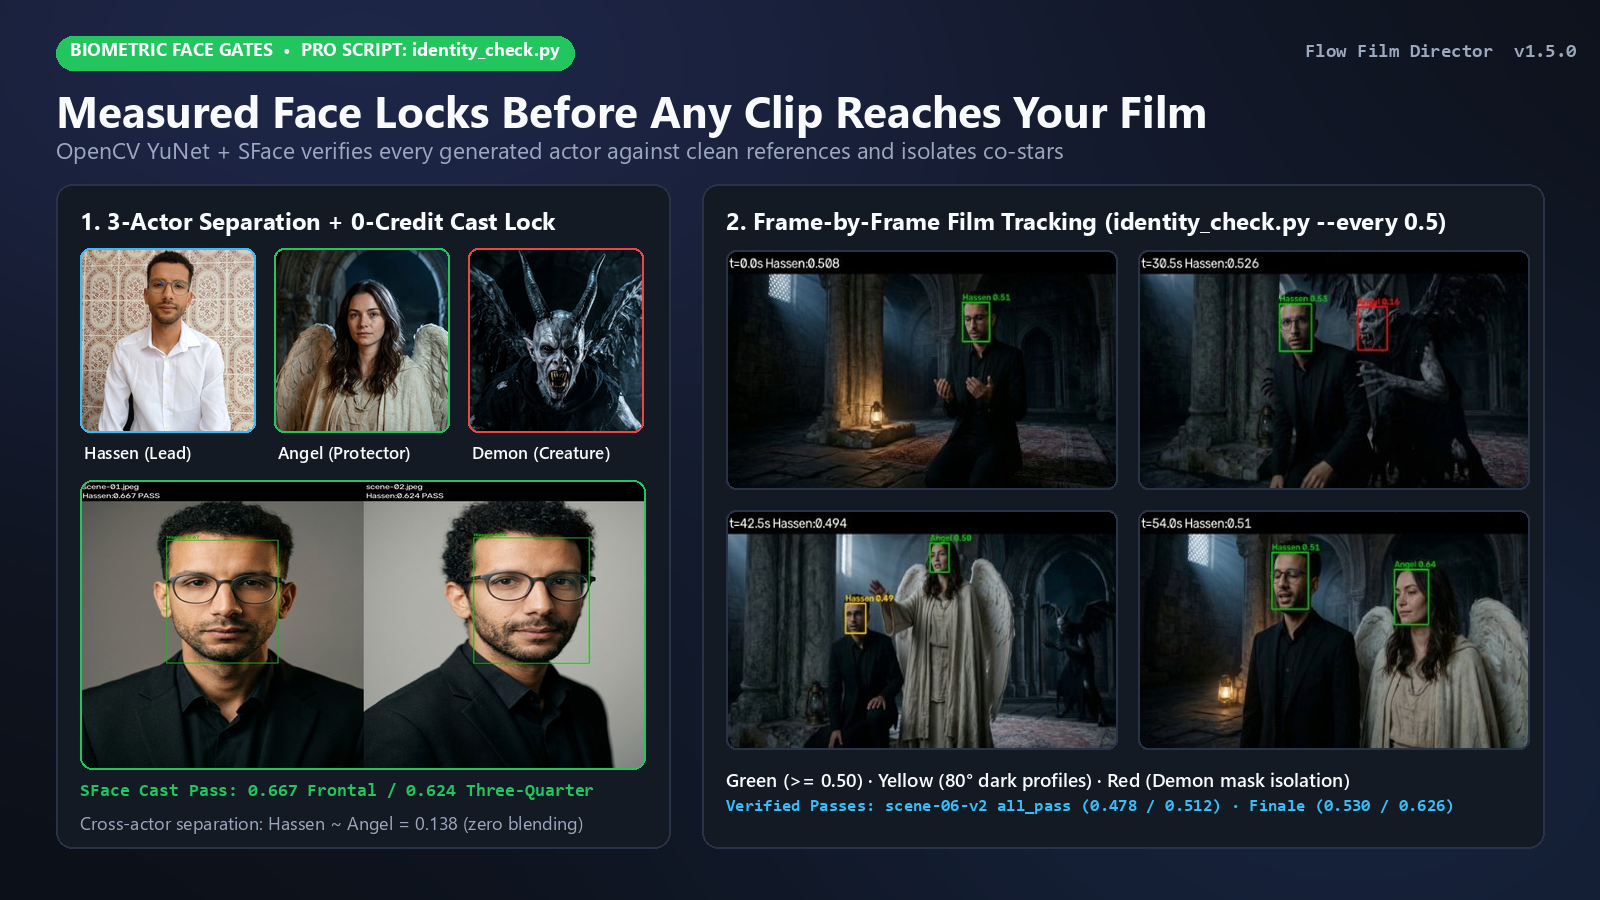 BIOMETRIC FACE GATES • PRO SCRIPT: identity_check.py
Flow Film Director v1.5.0
Measured Face Locks Before Any Clip Reaches Your Film
OpenCV YuNet + SFace verifies every generated actor against clean references and isolates co-stars
1. 3-Actor Separation + 0-Credit Cast Lock
Hassen (Lead)
Angel (Protector)
Demon (Creature)
scene-01.jpeg
Hassen:0.667 PASS
scene-02.jpeg
Hassen:0.624 PASS
SFace Cast Pass: 0.667 Frontal / 0.624 Three-Quarter
Cross-actor separation: Hassen ~ Angel = 0.138 (zero blending)
2. Frame-by-Frame Film Tracking (identity_check.py --every 0.5)
t=0.0s Hassen:0.508
Hassen 0.51
t=30.5s Hassen:0.526
Hassen 0.53
Angel 0.16
t=42.5s Hassen:0.494
Angel 0.50
Hassen 0.49
t=54.0s Hassen:0.51
Hassen 0.51
Angel 0.64
Green (>= 0.50) · Yellow (80° dark profiles) · Red (Demon mask isolation)
Verified Passes: scene-06-v2 all_pass (0.478 / 0.512) · Finale (0.530 / 0.626)